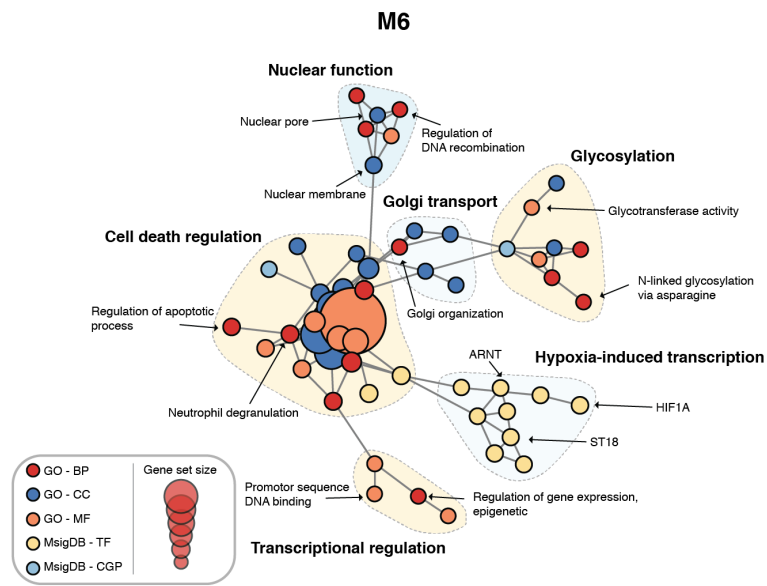 M6
Nuclear function
Nuclear pore
Regulation of
DNA recombination
Nuclear membrane
Glycosylation
Glycotransferase activity
N-linked glycosylation
via asparagine
Golgi transport
Golgi organization
Cell death regulation
Regulation of apoptotic
process
Neutrophil degranulation
Hypoxia-induced transcription
ARNT
HIF1A
ST18
Promotor sequence
DNA binding
Regulation of gene expression,
epigenetic
Transcriptional regulation
GO - BP
GO - CC
GO - MF
MsigDB - TF
MsigDB - CGP
Gene set size